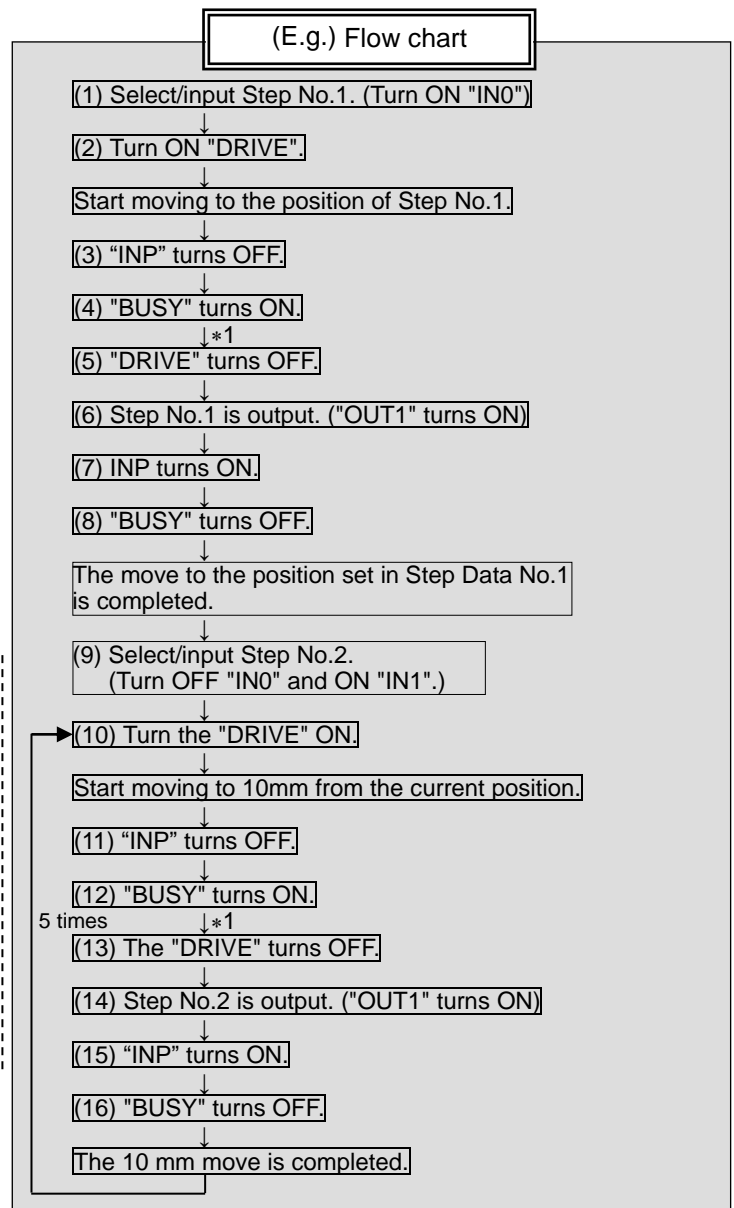 (E.g.) Flow chart
(1) Select/input Step No.1. (Turn ON "IN0")
↓
(2) Turn ON "DRIVE".
↓
Start moving to the position of Step No.1.
↓
(3) “INP” turns OFF.
↓
(4) "BUSY" turns ON.
↓*1
(5) "DRIVE" turns OFF.
↓
(6) Step No.1 is output. ("OUT1" turns ON)
↓
(7) INP turns ON.
↓
(8) "BUSY" turns OFF.
↓
The move to the position set in Step Data No.1
is completed.
↓
(9) Select/input Step No.2.
(Turn OFF "IN0" and ON "IN1".)
↓
(10) Turn the "DRIVE" ON.
↓
Start moving to 10mm from the current position.
↓
(11) “INP” turns OFF.
↓
(12) "BUSY" turns ON.
5 times ↓*1
(13) The "DRIVE" turns OFF.
↓
(14) Step No.2 is output. ("OUT1" turns ON)
↓
(15) “INP” turns ON.
↓
(16) "BUSY" turns OFF.
↓
The 10 mm move is completed.